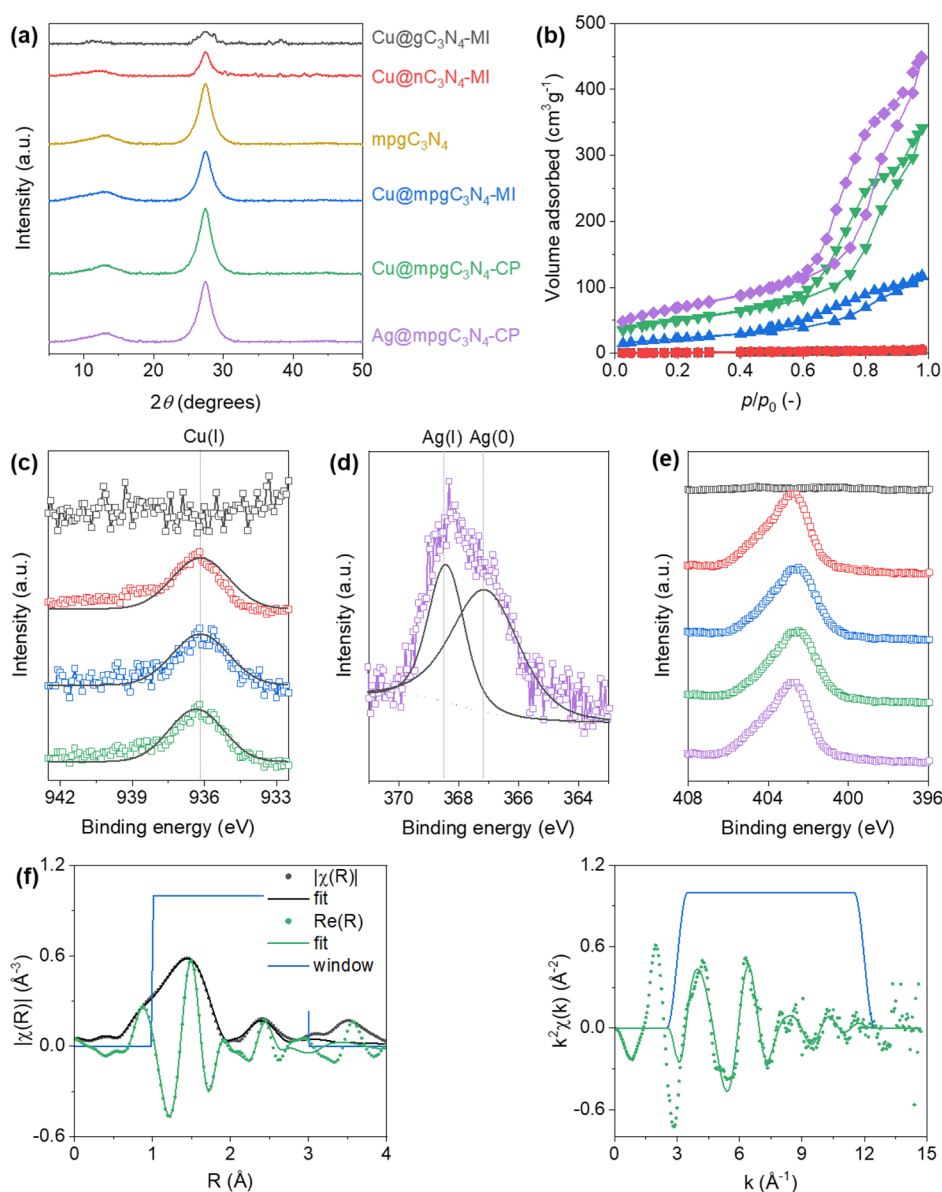 (a)
Cu@gC₃N₄-MI
Cu@nC₃N₄-MI
mpgC₃N₄
Cu@mpgC₃N₄-MI
Cu@mpgC₃N₄-CP
Ag@mpgC₃N₄-CP
Intensity (a.u.)
10 20 30 40 50
2θ (degrees)
(b)
500
400
300
200
100
0
Volume adsorbed (cm³g⁻¹)
0.0 0.2 0.4 0.6 0.8 1.0
p/p₀ (-)
(c)
Cu(I)
Intensity (a.u.)
942 939 936 933
Binding energy (eV)
(d)
Ag(I) Ag(0)
Intensity (a.u.)
370 368 366 364
Binding energy (eV)
(e)
Intensity (a.u.)
408 404 400 396
Binding energy (eV)
(f)
1.2
0.6
0.0
-0.6
|χ(R)| (Å⁻³)
|χ(R)|
fit
Re(R)
fit
window
0 1 2 3 4
R (Å)
1.2
0.6
0.0
-0.6
k²χ(k) (Å⁻²)
0 3 6 9 12 15
k (Å⁻¹)